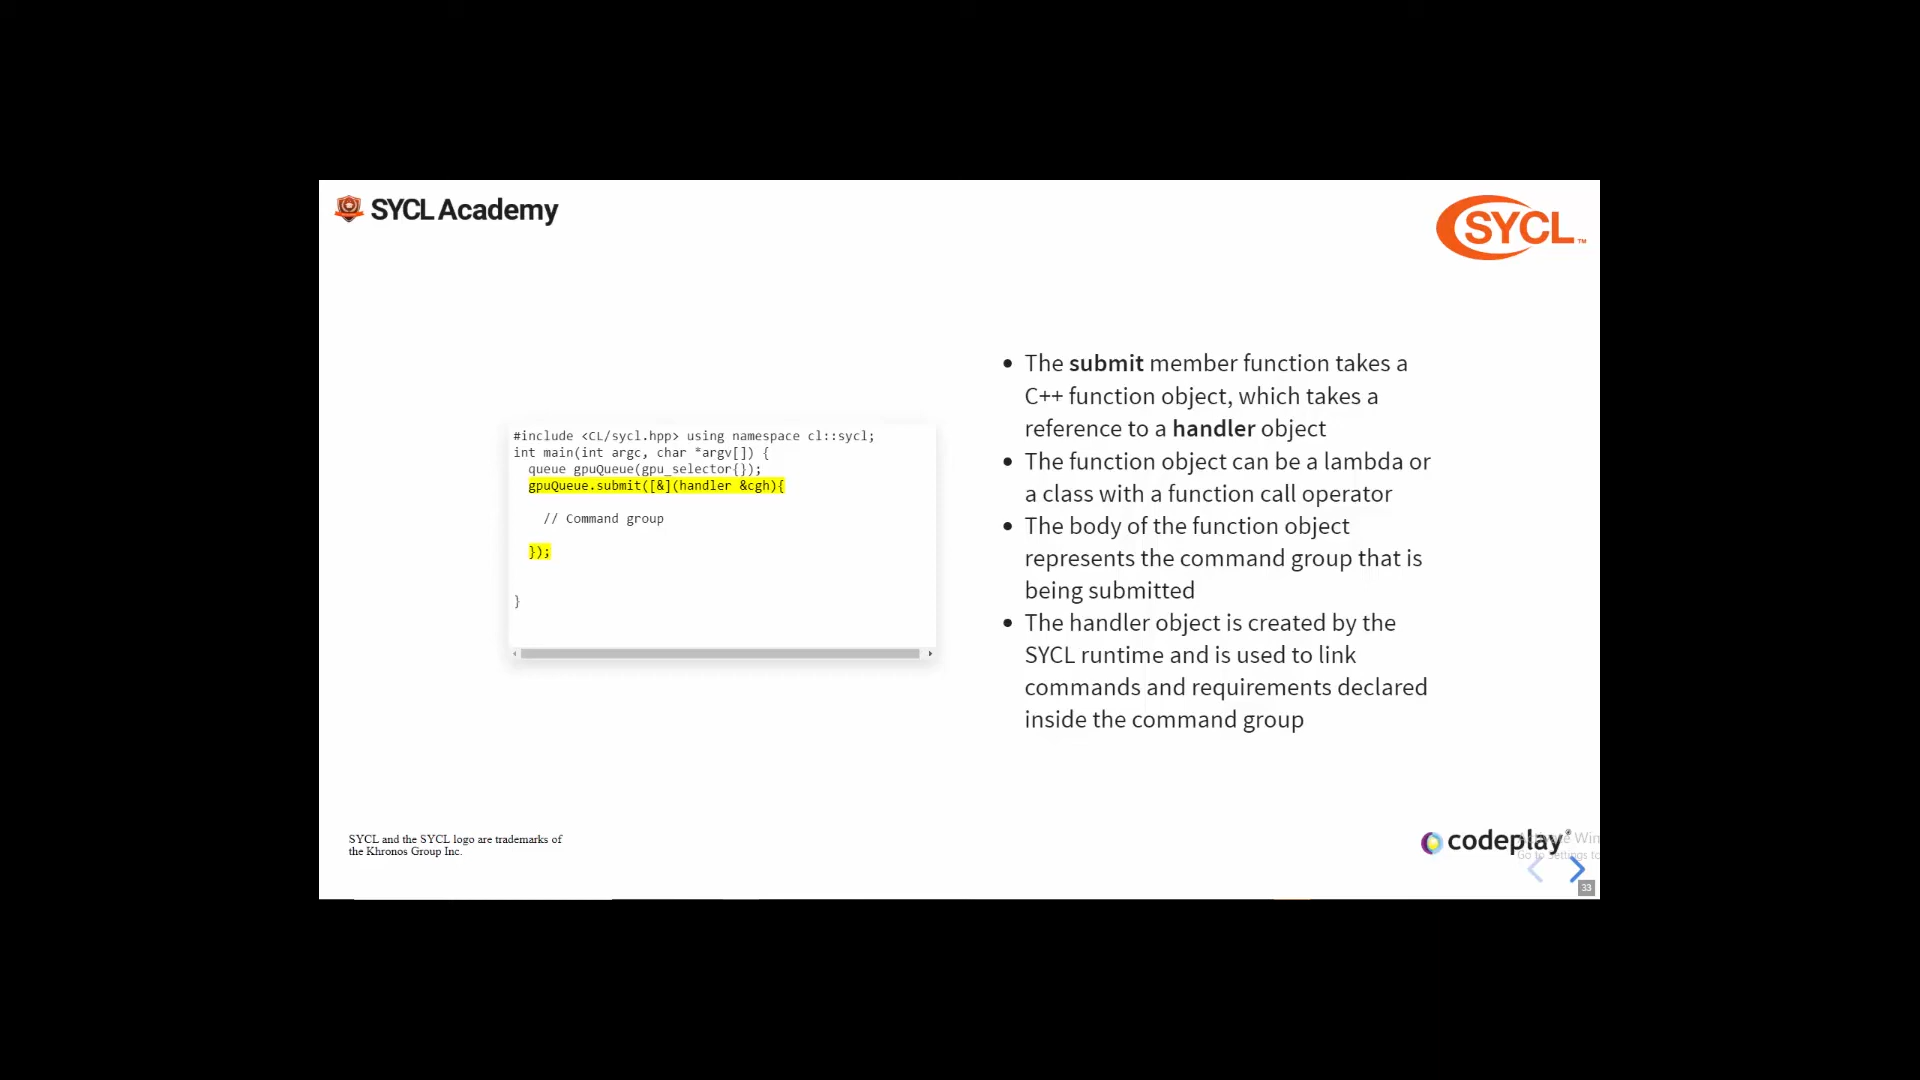 SYCL Academy
SYCL™
#include <CL/sycl.hpp> using namespace cl::sycl;
int main(int argc, char *argv[]) {
queue gpuQueue(gpu_selector{});
gpuQueue.submit([&](handler &cgh){
// Command group
});
}
• The submit member function takes a
C++ function object, which takes a
reference to a handler object
• The function object can be a lambda or
a class with a function call operator
• The body of the function object
represents the command group that is
being submitted
• The handler object is created by the
SYCL runtime and is used to link
commands and requirements declared
inside the command group
SYCL and the SYCL logo are trademarks of
the Khronos Group Inc.
codeplay®
Go to Settings to
33